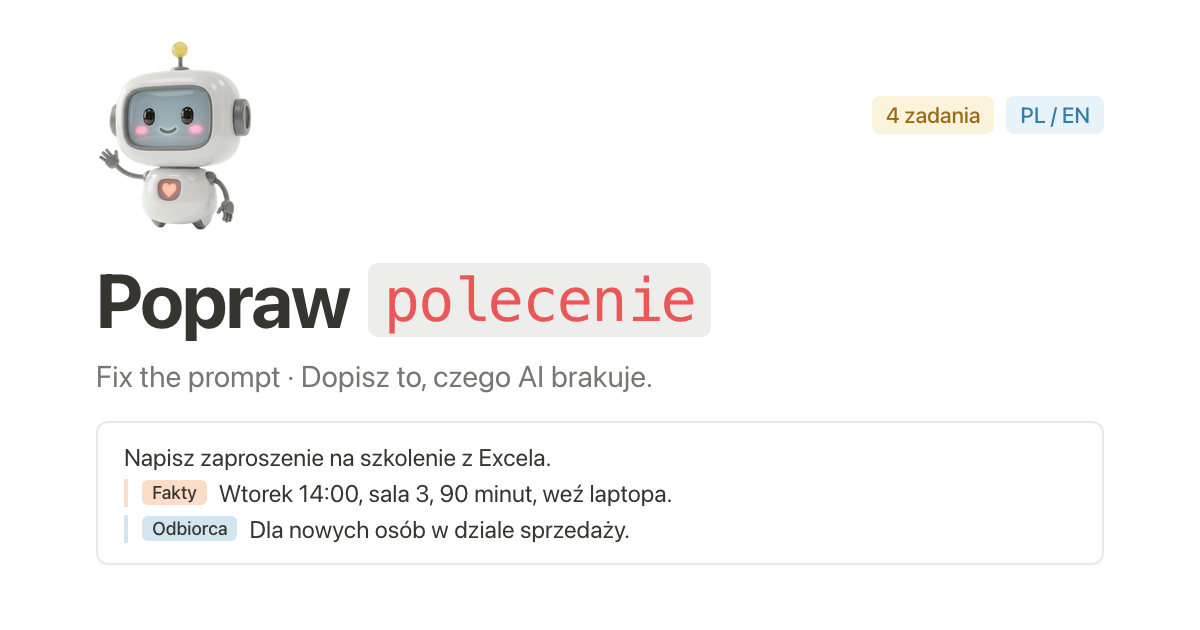 4 zadania PL / EN
Popraw polecenie
Fix the prompt · Dopisz to, czego AI brakuje.
Napisz zaproszenie na szkolenie z Excela.
Fakty Wtorek 14:00, sala 3, 90 minut, weź laptopa.
Odbiorca Dla nowych osób w dziale sprzedaży.